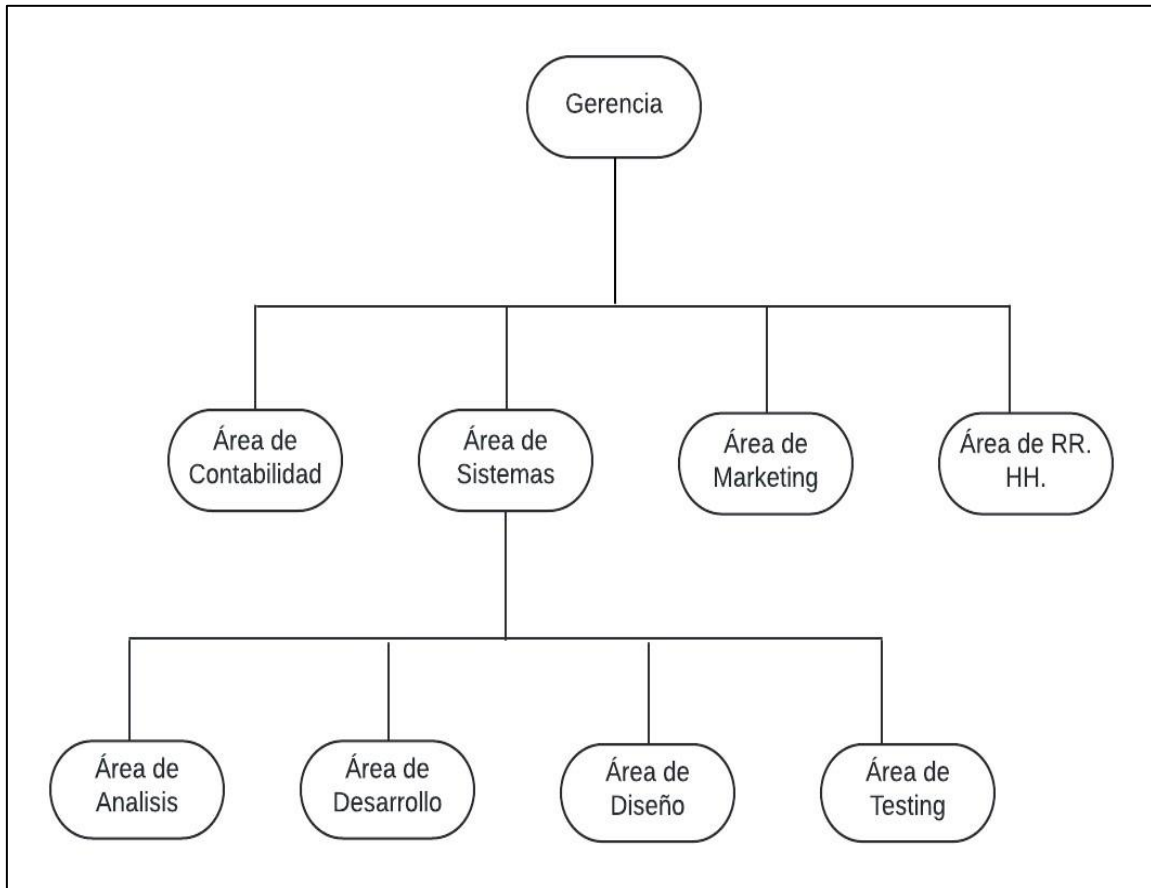 Gerencia
Área de
Contabilidad
Área de
Sistemas
Área de
Marketing
Área de RR.
HH.
Área de
Analisis
Área de
Desarrollo
Área de
Diseño
Área de
Testing